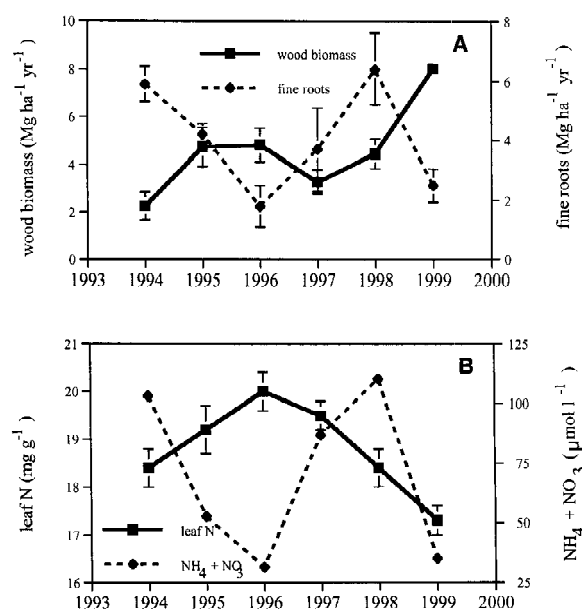 A
wood biomass
fine roots
wood biomass (Mg ha⁻¹ yr⁻¹)
10
8
6
4
2
0
fine roots (Mg ha⁻¹ yr⁻¹)
8
6
4
2
0
1993 1994 1995 1996 1997 1998 1999 2000
B
leaf N (mg g⁻¹)
21
20
19
18
17
16
leaf N
NH₄ + NO₃
NH₄ + NO₃ (µmol l⁻¹)
125
100
75
50
25
1993 1994 1995 1996 1997 1998 1999 2000